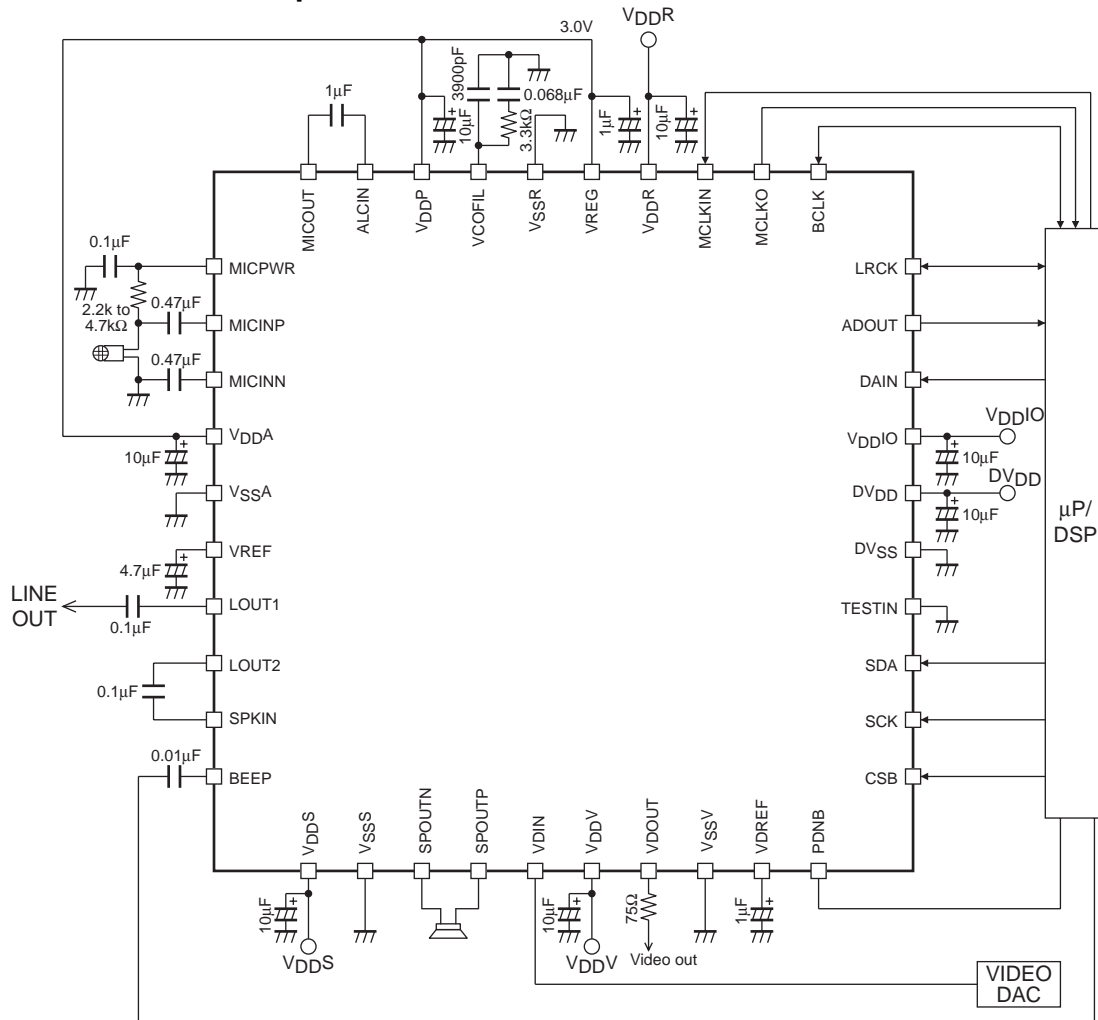 VDDR
3.0V
3900pF
0.068μF
1μF
10μF
3.3kΩ
1μF
10μF
MICOUT
ALCIN
VDDP
VCOFIL
VSSR
VREG
VDDR
MCLKIN
MCLKO
BCLK
0.1μF
MICPWR
LRCK
2.2k to
4.7kΩ
0.47μF
MICINP
ADOUT
0.47μF
MICINN
DAIN
VDDA
10μF
VDDIO
VDDIO
10μF
VSSA
DVDD
DVDD
10μF
μP/
DSP
VREF
4.7μF
DVSS
LINE
OUT
0.1μF
LOUT1
TESTIN
LOUT2
SDA
0.1μF
SPKIN
SCK
0.01μF
BEEP
CSB
VDDS
VSSS
SPOUTN
SPOUTP
VDIN
VDDV
VDOUT
VSSV
VDREF
PDNB
10μF
10μF
75Ω
1μF
VDDS
VDDV
Video out
VIDEO
DAC